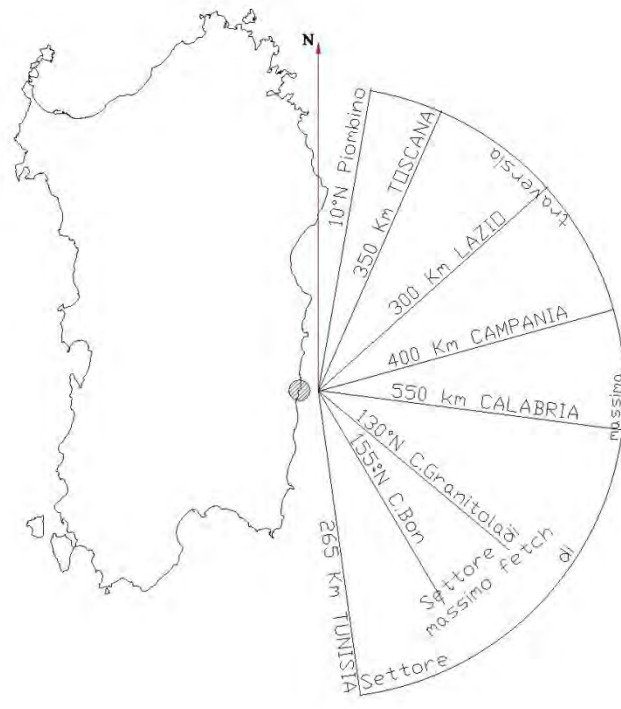 N
10°N Piombino
350 Km TOSCANA
300 Km LAZIO
400 Km CAMPANIA
550 km CALABRIA
130°N C.Granitola
155°N C.Bon
265 Km TUNISIA
Settore di
massimo fetch
Settore di massimo traversia